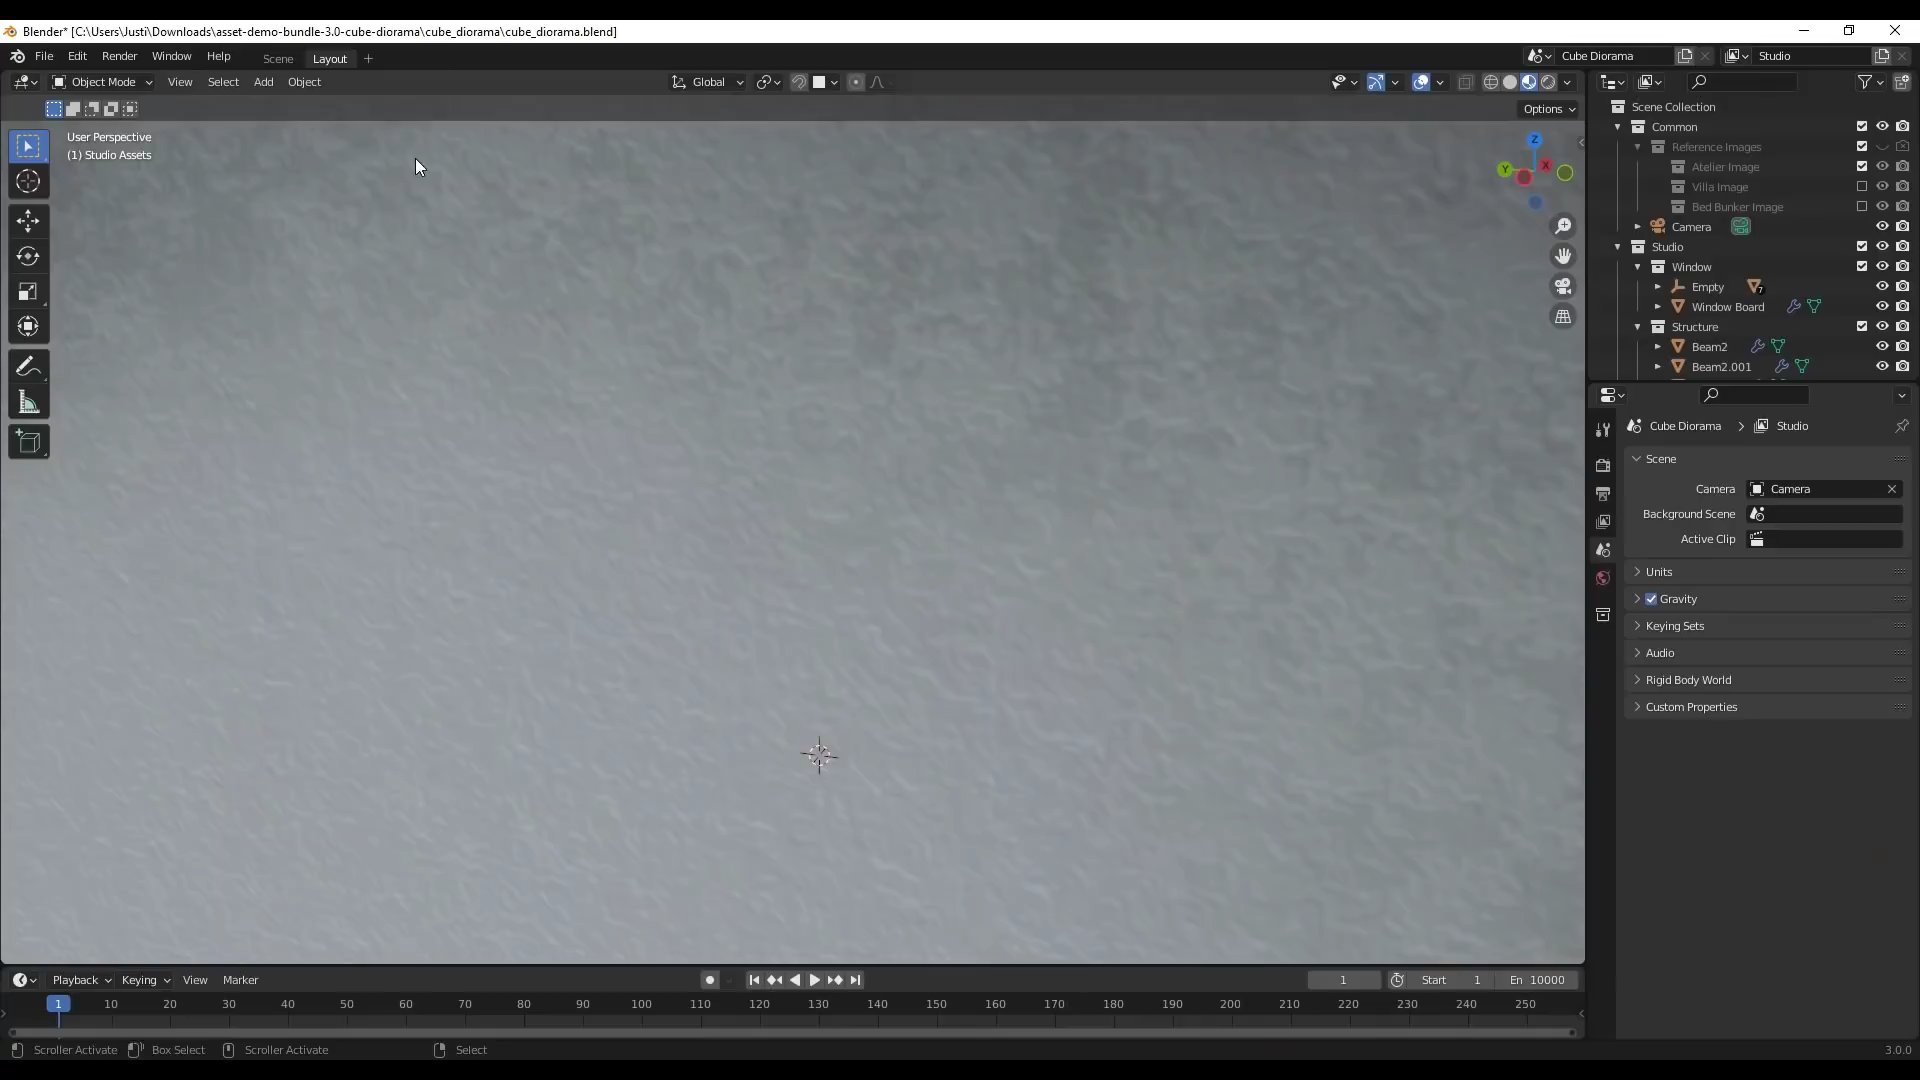 Blender* [C:\Users\Justi\Downloads\asset-demo-bundle-3.0-cube-diorama\cube_diorama\cube_diorama.blend]
File Edit Render Window Help Scene Layout + Cube Diorama Studio
Object Mode View Select Add Object Global
Options
User Perspective
(1) Studio Assets
Z
Y X
Scene Collection
Common
Reference Images
Atelier Image
Villa Image
Bed Bunker Image
Camera
Studio
Window
Empty 7
Window Board
Structure
Beam2
Beam2.001
Cube Diorama > Studio
Scene
Camera Camera
Background Scene
Active Clip
Units
Gravity
Keying Sets
Audio
Rigid Body World
Custom Properties
Playback Keying View Marker 1 Start 1 En 10000
1 10 20 30 40 50 60 70 80 90 100 110 120 130 140 150 160 170 180 190 200 210 220 230 240 250
Scroller Activate Box Select Scroller Activate Select 3.0.0